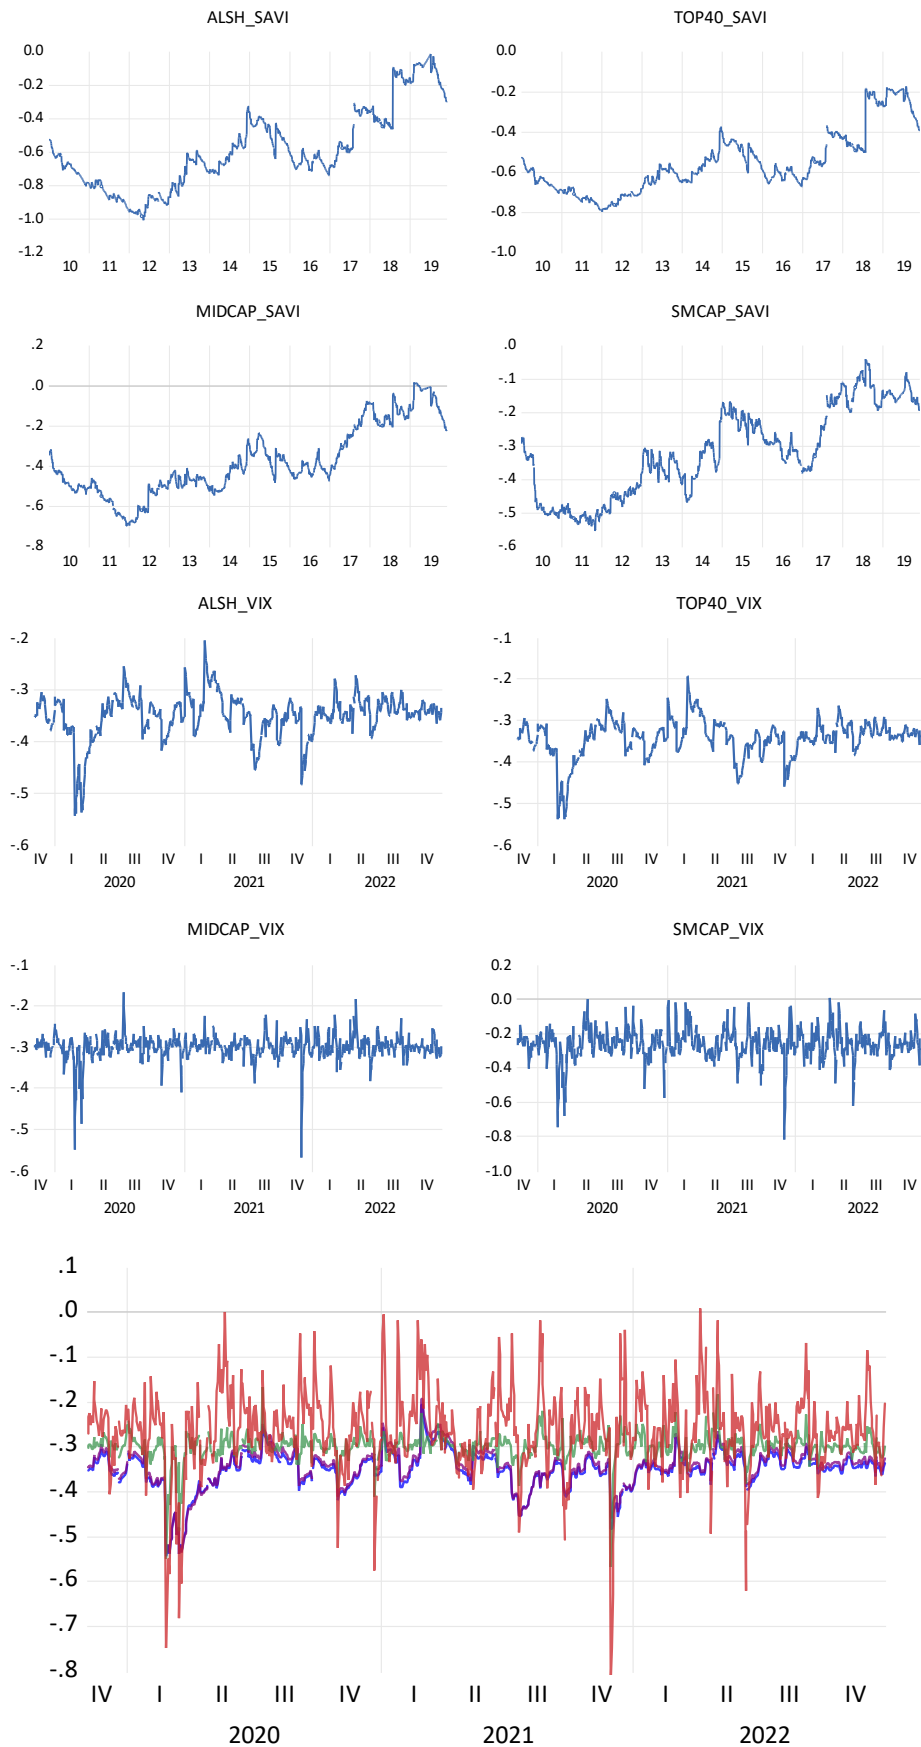 ALSH_SAVI
TOP40_SAVI
0.0
-0.2
-0.4
-0.6
-0.8
-1.0
-1.2
10 11 12 13 14 15 16 17 18 19
0.0
-0.2
-0.4
-0.6
-0.8
-1.0
10 11 12 13 14 15 16 17 18 19
MIDCAP_SAVI
SMCAP_SAVI
.2
.0
-.2
-.4
-.6
-.8
10 11 12 13 14 15 16 17 18 19
.0
-.1
-.2
-.3
-.4
-.5
-.6
10 11 12 13 14 15 16 17 18 19
ALSH_VIX
TOP40_VIX
-.2
-.3
-.4
-.5
-.6
IV I II III IV I II III IV I II III IV
2020 2021 2022
-.1
-.2
-.3
-.4
-.5
-.6
IV I II III IV I II III IV I II III IV
2020 2021 2022
MIDCAP_VIX
SMCAP_VIX
-.1
-.2
-.3
-.4
-.5
-.6
IV I II III IV I II III IV I II III IV
2020 2021 2022
0.2
0.0
-0.2
-0.4
-0.6
-0.8
-1.0
IV I II III IV I II III IV I II III IV
2020 2021 2022
.1
.0
-.1
-.2
-.3
-.4
-.5
-.6
-.7
-.8
IV I II III IV I II III IV I II III IV
2020 2021 2022